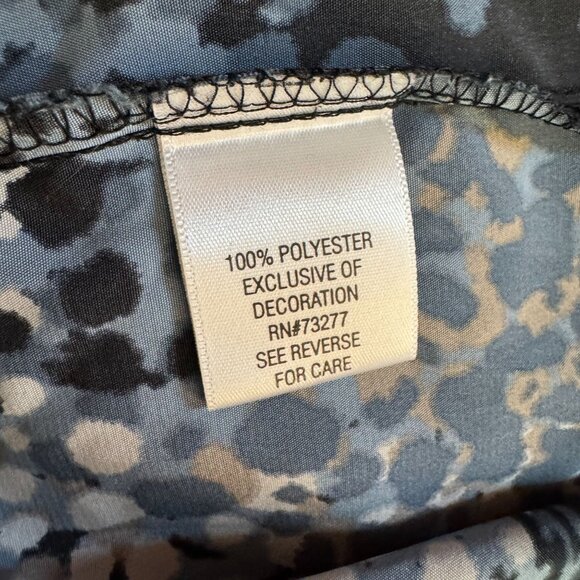 100% POLYESTER
EXCLUSIVE OF
DECORATION
RN#73277
SEE REVERSE
FOR CARE